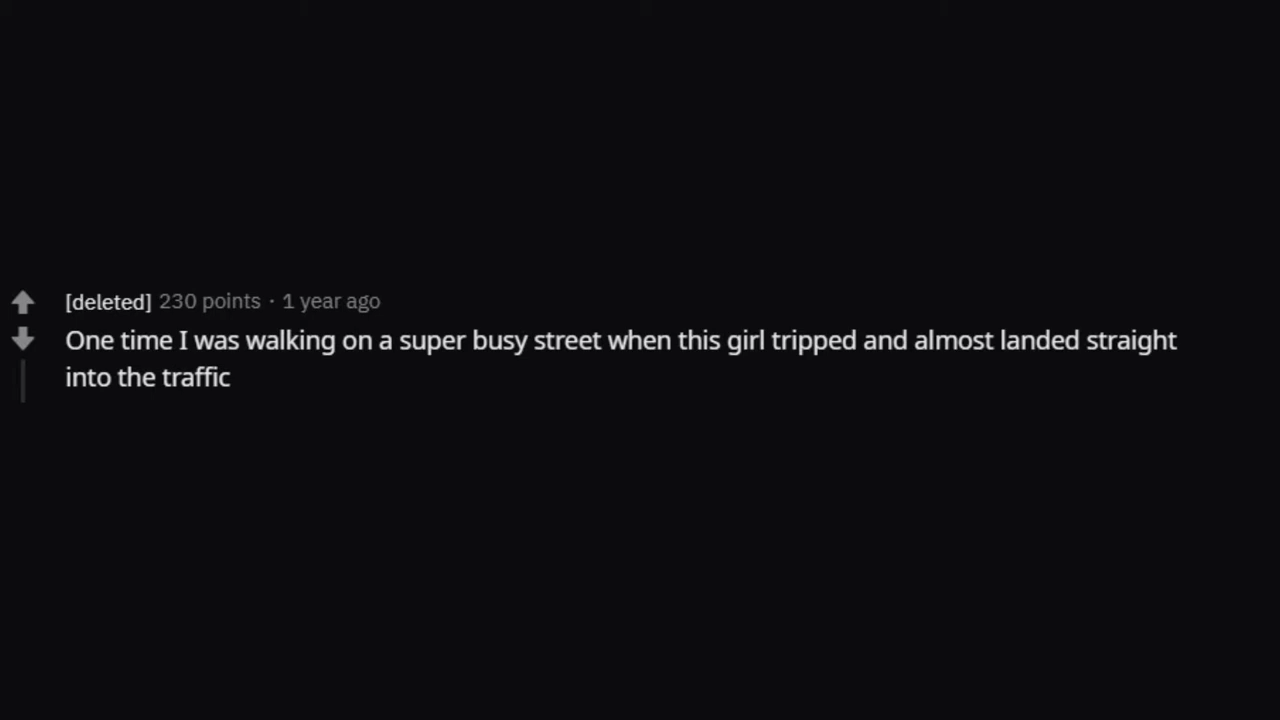 [deleted] 230 points · 1 year ago
One time I was walking on a super busy street when this girl tripped and almost landed straight
into the traffic